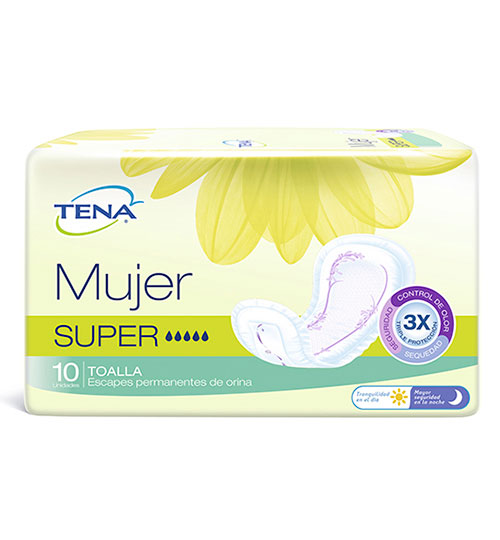 TENA
Mujer
SUPER
10 Unidades
TOALLA
Escapes permanentes de orina
CONTROL DE OLOR
SEGURIDAD
3X
TRIPLE PROTECCIÓN
SEQUEDAD
Tranquilidad
en el día
Mayor
seguridad
en la noche